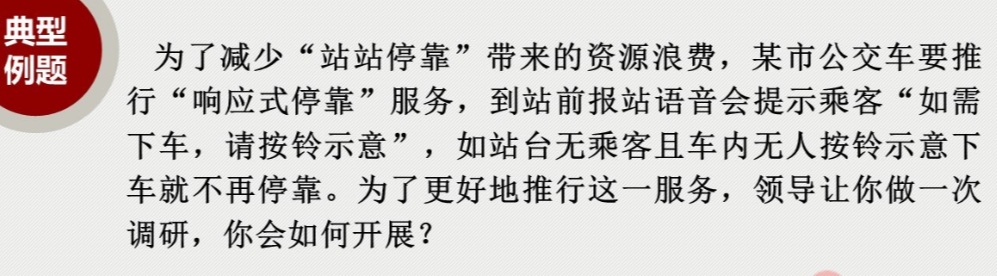 典型
例题
为了减少“站站停靠”带来的资源浪费，某市公交车要推
行“响应式停靠”服务，到站前报站语音会提示乘客“如需
下车，请按铃示意”，如站台无乘客且车内无人按铃示意下
车就不再停靠。为了更好地推行这一服务，领导让你做一次
调研，你会如何开展？